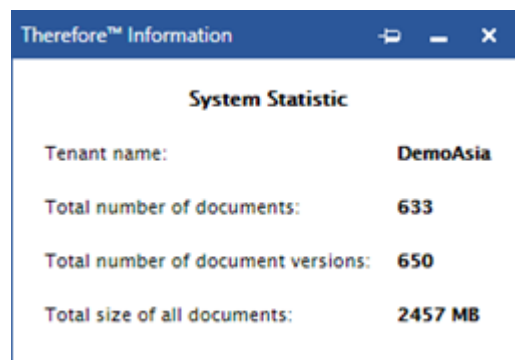 Therefore™ Information
System Statistic
Tenant name: DemoAsia
Total number of documents: 633
Total number of document versions: 650
Total size of all documents: 2457 MB